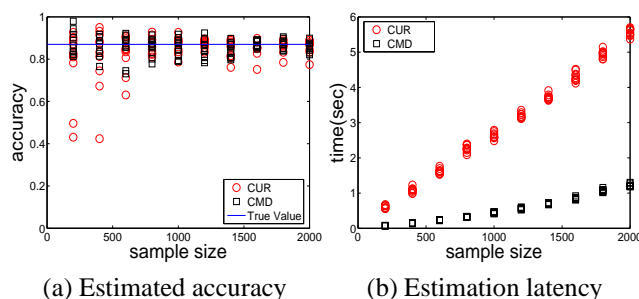 1
0.8
0.6
0.4
0.2
0
0 500 1000 1500 2000
accuracy
sample size
CUR
CMD
True Value
(a) Estimated accuracy
6
5
4
3
2
1
0
0 500 1000 1500 2000
time(sec)
sample size
CUR
CMD
(b) Estimation latency